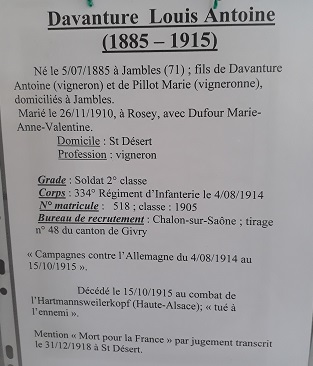 Davanture  Louis Antoine
(1885 – 1915)
Né le 5/07/1885 à Jambles (71) ; fils de Davanture
Antoine (vigneron) et de Pillot Marie (vigneronne),
domiciliés à Jambles.
Marié le 26/11/1910, à Rosey, avec Dufour Marie-
Anne-Valentine.
Domicile : St Désert
Profession : vigneron
Grade : Soldat 2° classe
Corps : 334° Régiment d'Infanterie le 4/08/1914
N° matricule :   518 ; classe : 1905
Bureau de recrutement : Chalon-sur-Saône ; tirage
n° 48 du canton de Givry
« Campagnes contre l'Allemagne du 4/08/1914 au
15/10/1915 ».
Décédé le 15/10/1915 au combat de
l'Hartmannsweilerkopf (Haute-Alsace); « tué à
l'ennemi ».
Mention « Mort pour la France » par jugement transcrit
le 31/12/1918 à St Désert.